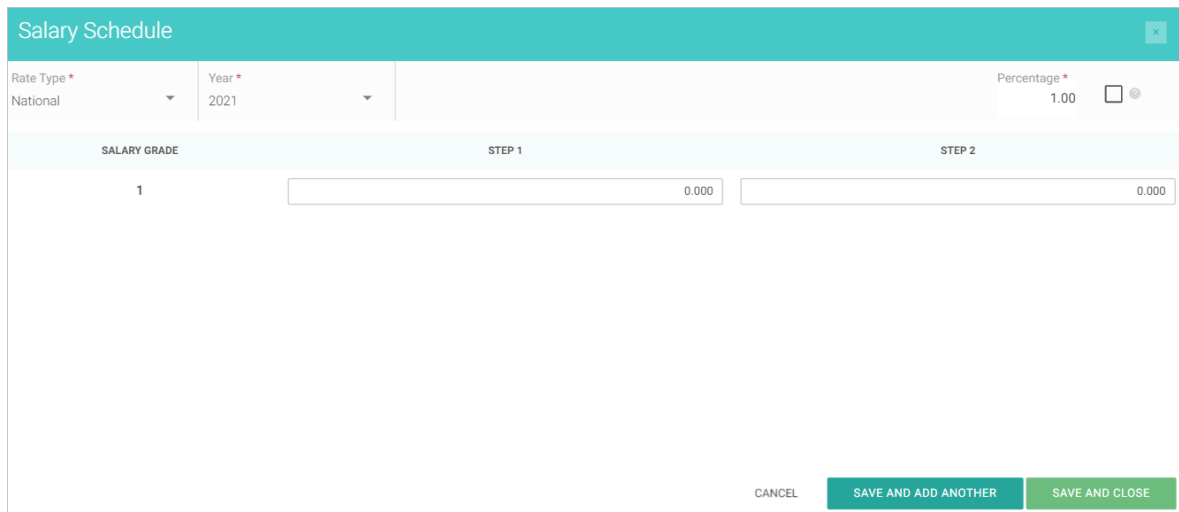 Salary Schedule ×
Rate Type * Year * Percentage *
National 2021 1.00 ?
SALARY GRADE STEP 1 STEP 2
1 0.000 0.000
CANCEL SAVE AND ADD ANOTHER SAVE AND CLOSE